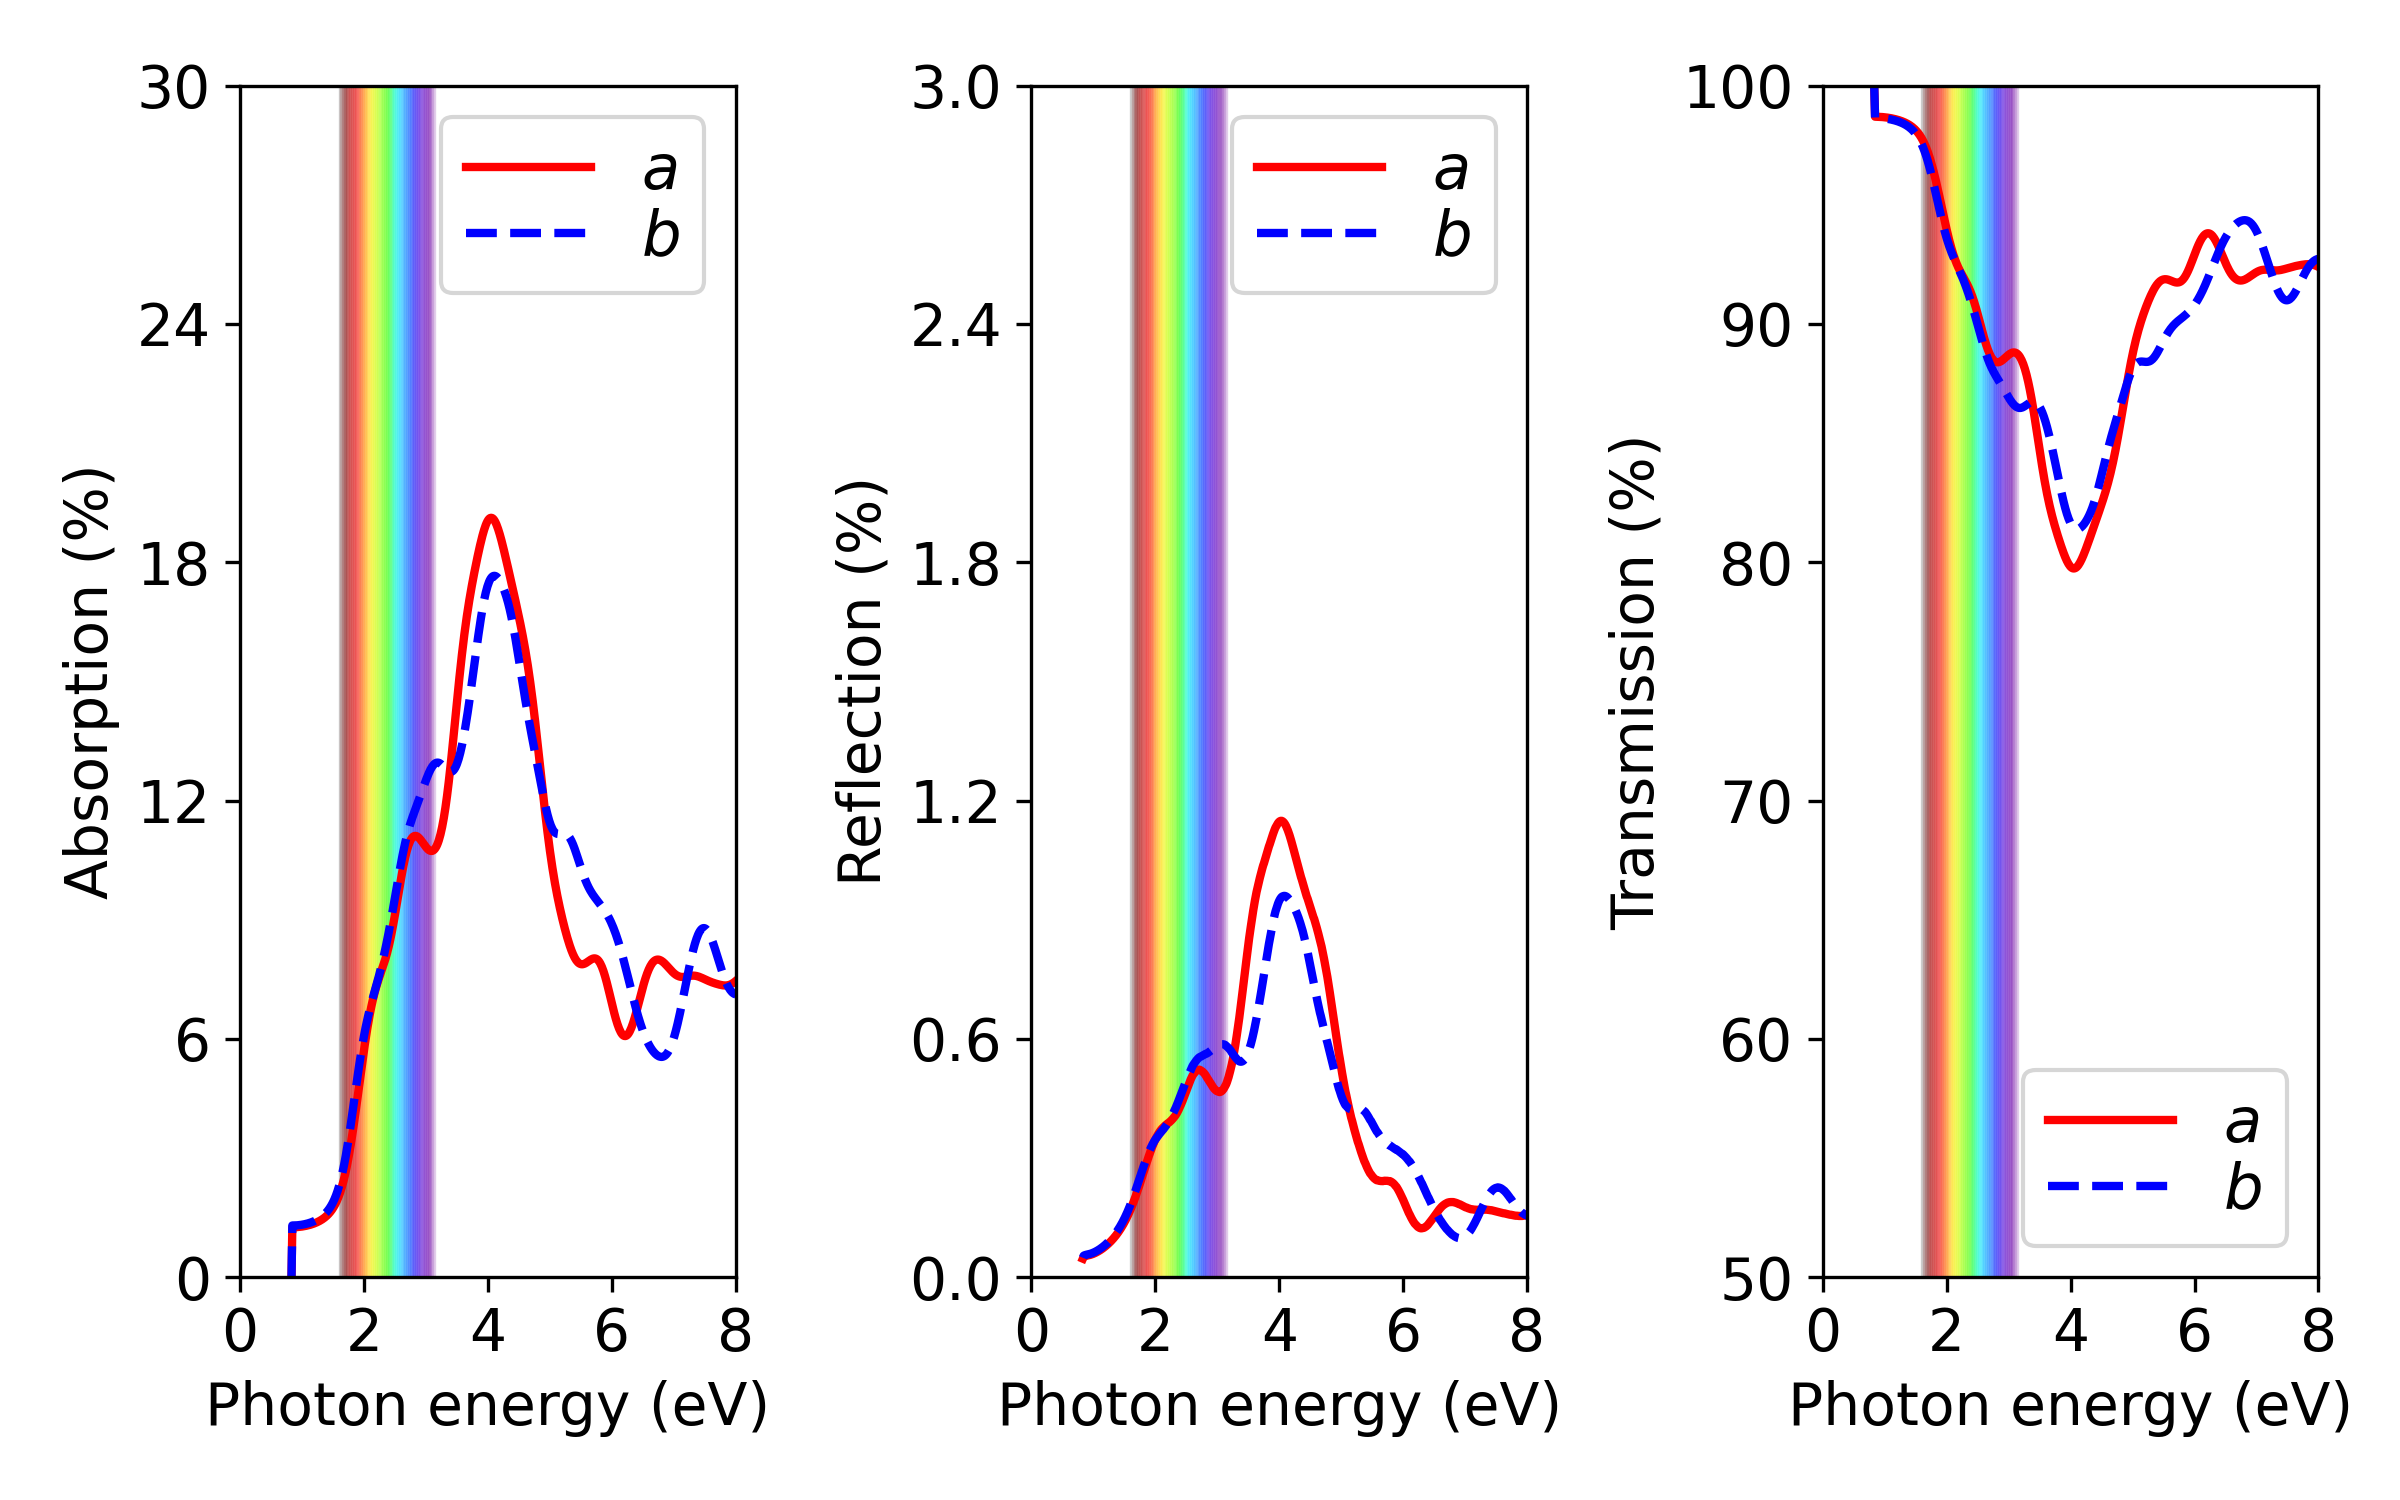 30
24
18
12
6
0
0 2 4 6 8
Absorption (%)
Photon energy (eV)
a
b
3.0
2.4
1.8
1.2
0.6
0.0
0 2 4 6 8
Reflection (%)
Photon energy (eV)
a
b
100
90
80
70
60
50
0 2 4 6 8
Transmission (%)
Photon energy (eV)
a
b